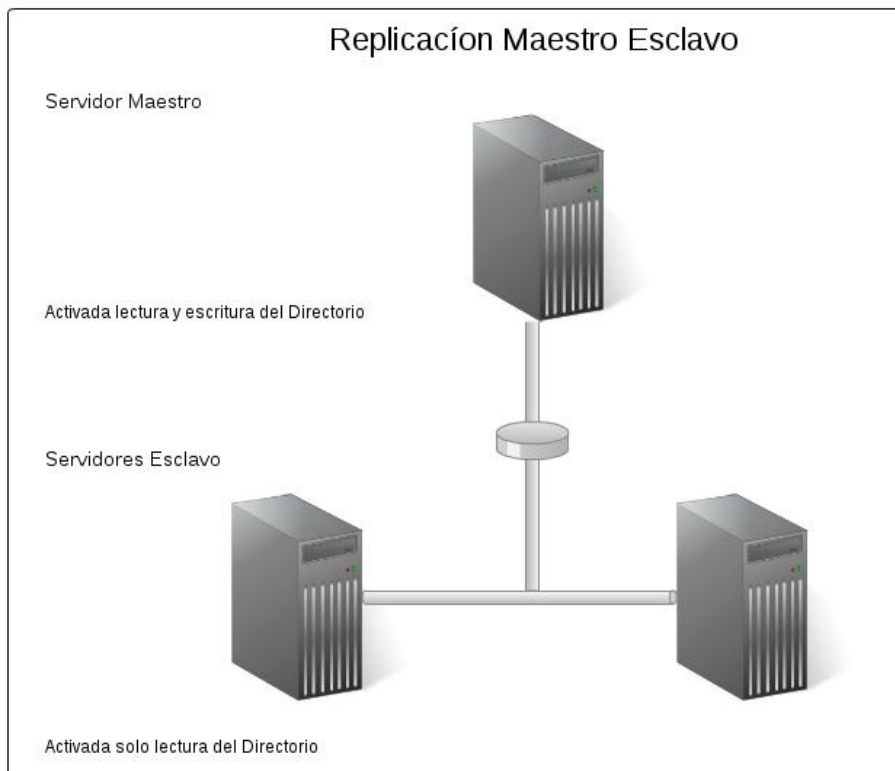 Replicacíon Maestro Esclavo
Servidor Maestro
Activada lectura y escritura del Directorio
Servidores Esclavo
Activada solo lectura del Directorio